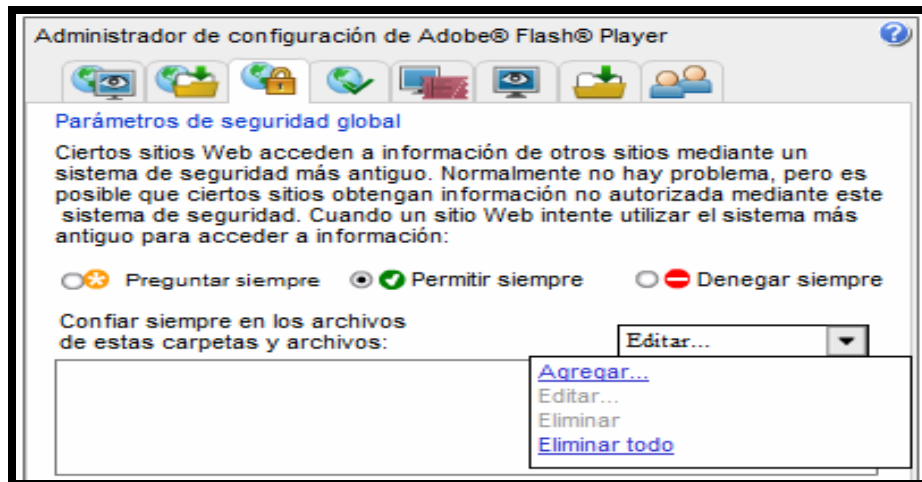 Administrador de configuración de Adobe® Flash® Player
Parámetros de seguridad global
Ciertos sitios Web acceden a información de otros sitios mediante un
sistema de seguridad más antiguo. Normalmente no hay problema, pero es
posible que ciertos sitios obtengan información no autorizada mediante este
sistema de seguridad. Cuando un sitio Web intente utilizar el sistema más
antiguo para acceder a información:
Preguntar siempre Permitir siempre Denegar siempre
Confiar siempre en los archivos
de estas carpetas y archivos:
Editar...
Agregar...
Editar...
Eliminar
Eliminar todo